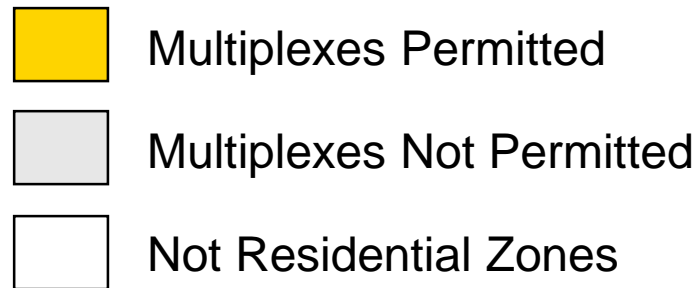 Multiplexes Permitted
Multiplexes Not Permitted
Not Residential Zones